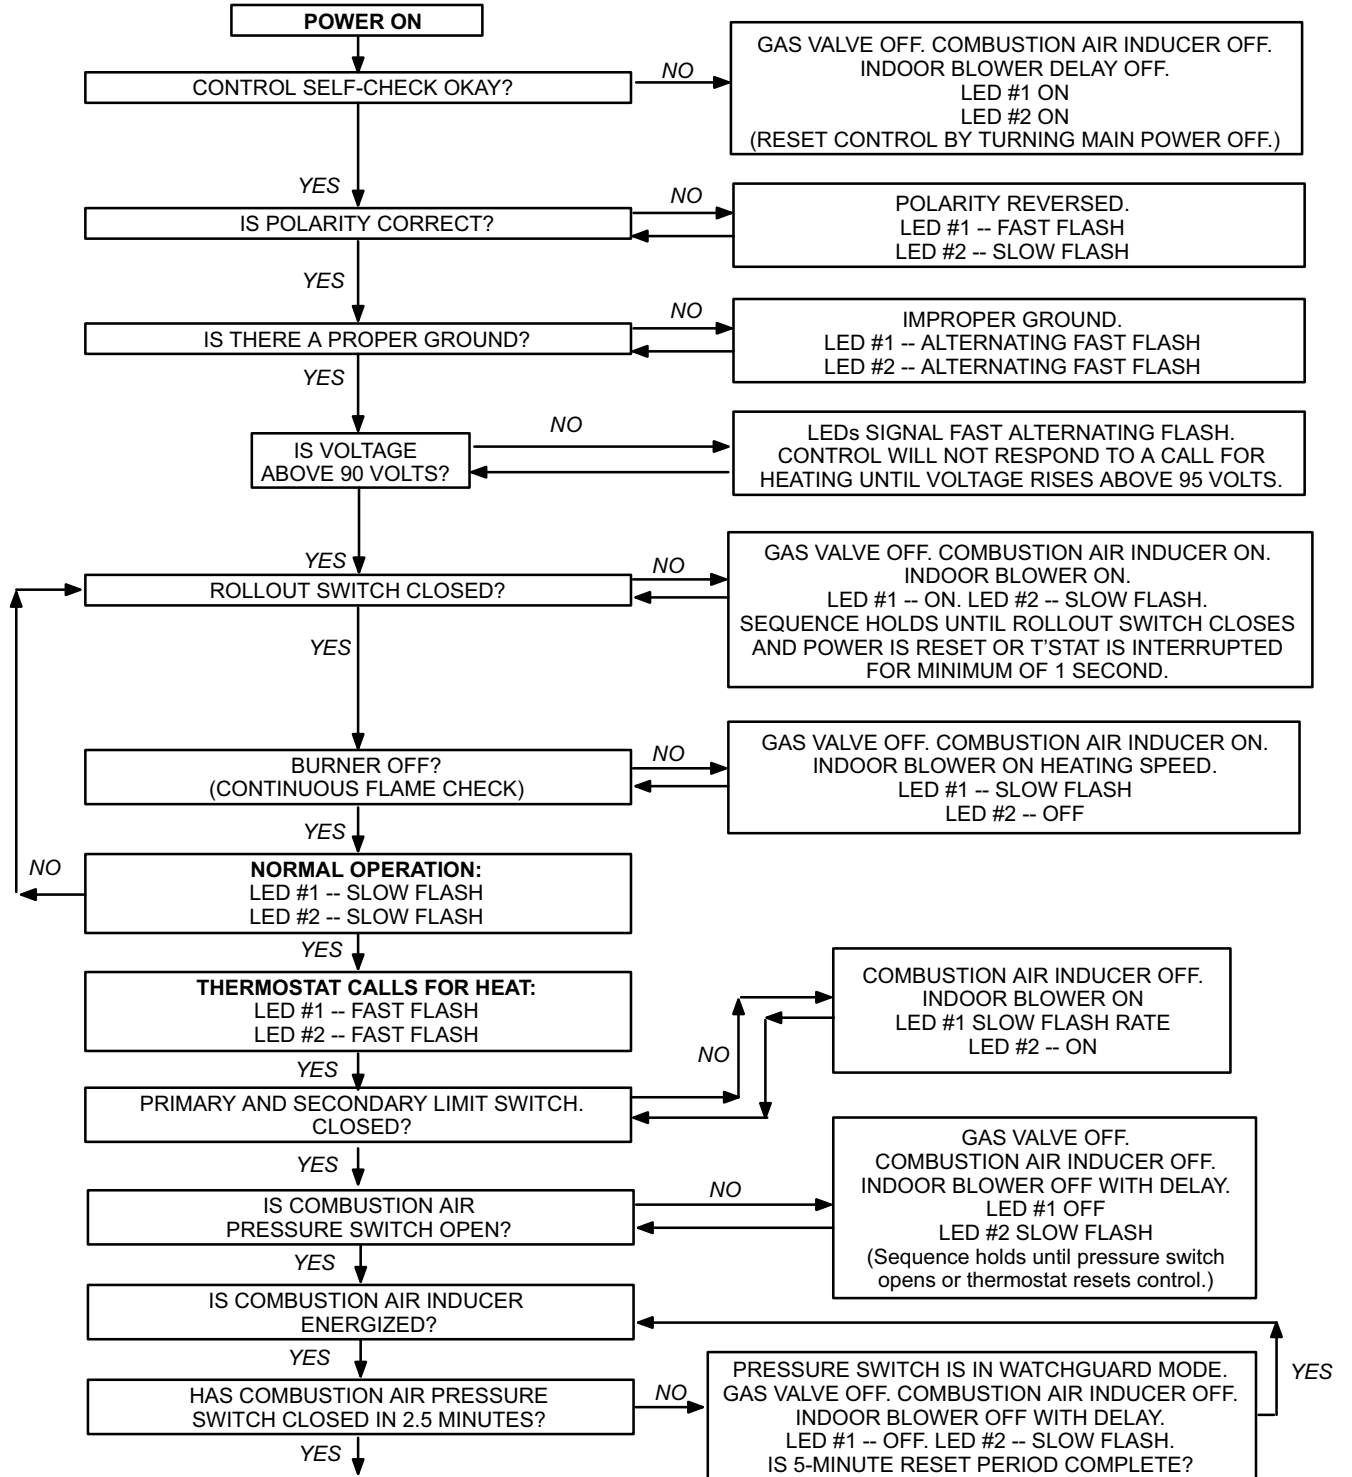 POWER ON
CONTROL SELF-CHECK OKAY?
NO
GAS VALVE OFF. COMBUSTION AIR INDUCER OFF.
INDOOR BLOWER DELAY OFF.
LED #1 ON
LED #2 ON
(RESET CONTROL BY TURNING MAIN POWER OFF.)
YES
IS POLARITY CORRECT?
NO
POLARITY REVERSED.
LED #1 -- FAST FLASH
LED #2 -- SLOW FLASH
YES
IS THERE A PROPER GROUND?
NO
IMPROPER GROUND.
LED #1 -- ALTERNATING FAST FLASH
LED #2 -- ALTERNATING FAST FLASH
YES
IS VOLTAGE
ABOVE 90 VOLTS?
NO
LEDs SIGNAL FAST ALTERNATING FLASH.
CONTROL WILL NOT RESPOND TO A CALL FOR
HEATING UNTIL VOLTAGE RISES ABOVE 95 VOLTS.
YES
ROLLOUT SWITCH CLOSED?
NO
GAS VALVE OFF. COMBUSTION AIR INDUCER ON.
INDOOR BLOWER ON.
LED #1 -- ON. LED #2 -- SLOW FLASH.
SEQUENCE HOLDS UNTIL ROLLOUT SWITCH CLOSES
AND POWER IS RESET OR T'STAT IS INTERRUPTED
FOR MINIMUM OF 1 SECOND.
YES
BURNER OFF?
(CONTINUOUS FLAME CHECK)
NO
GAS VALVE OFF. COMBUSTION AIR INDUCER ON.
INDOOR BLOWER ON HEATING SPEED.
LED #1 -- SLOW FLASH
LED #2 -- OFF
YES
NO
NORMAL OPERATION:
LED #1 -- SLOW FLASH
LED #2 -- SLOW FLASH
YES
THERMOSTAT CALLS FOR HEAT:
LED #1 -- FAST FLASH
LED #2 -- FAST FLASH
YES
PRIMARY AND SECONDARY LIMIT SWITCH.
CLOSED?
NO
COMBUSTION AIR INDUCER OFF.
INDOOR BLOWER ON
LED #1 SLOW FLASH RATE
LED #2 -- ON
YES
IS COMBUSTION AIR
PRESSURE SWITCH OPEN?
NO
GAS VALVE OFF.
COMBUSTION AIR INDUCER OFF.
INDOOR BLOWER OFF WITH DELAY.
LED #1 OFF
LED #2 SLOW FLASH
(Sequence holds until pressure switch
opens or thermostat resets control.)
YES
IS COMBUSTION AIR INDUCER
ENERGIZED?
YES
HAS COMBUSTION AIR PRESSURE
SWITCH CLOSED IN 2.5 MINUTES?
NO
PRESSURE SWITCH IS IN WATCHGUARD MODE.
GAS VALVE OFF. COMBUSTION AIR INDUCER OFF.
INDOOR BLOWER OFF WITH DELAY.
LED #1 -- OFF. LED #2 -- SLOW FLASH.
IS 5-MINUTE RESET PERIOD COMPLETE?
YES
YES